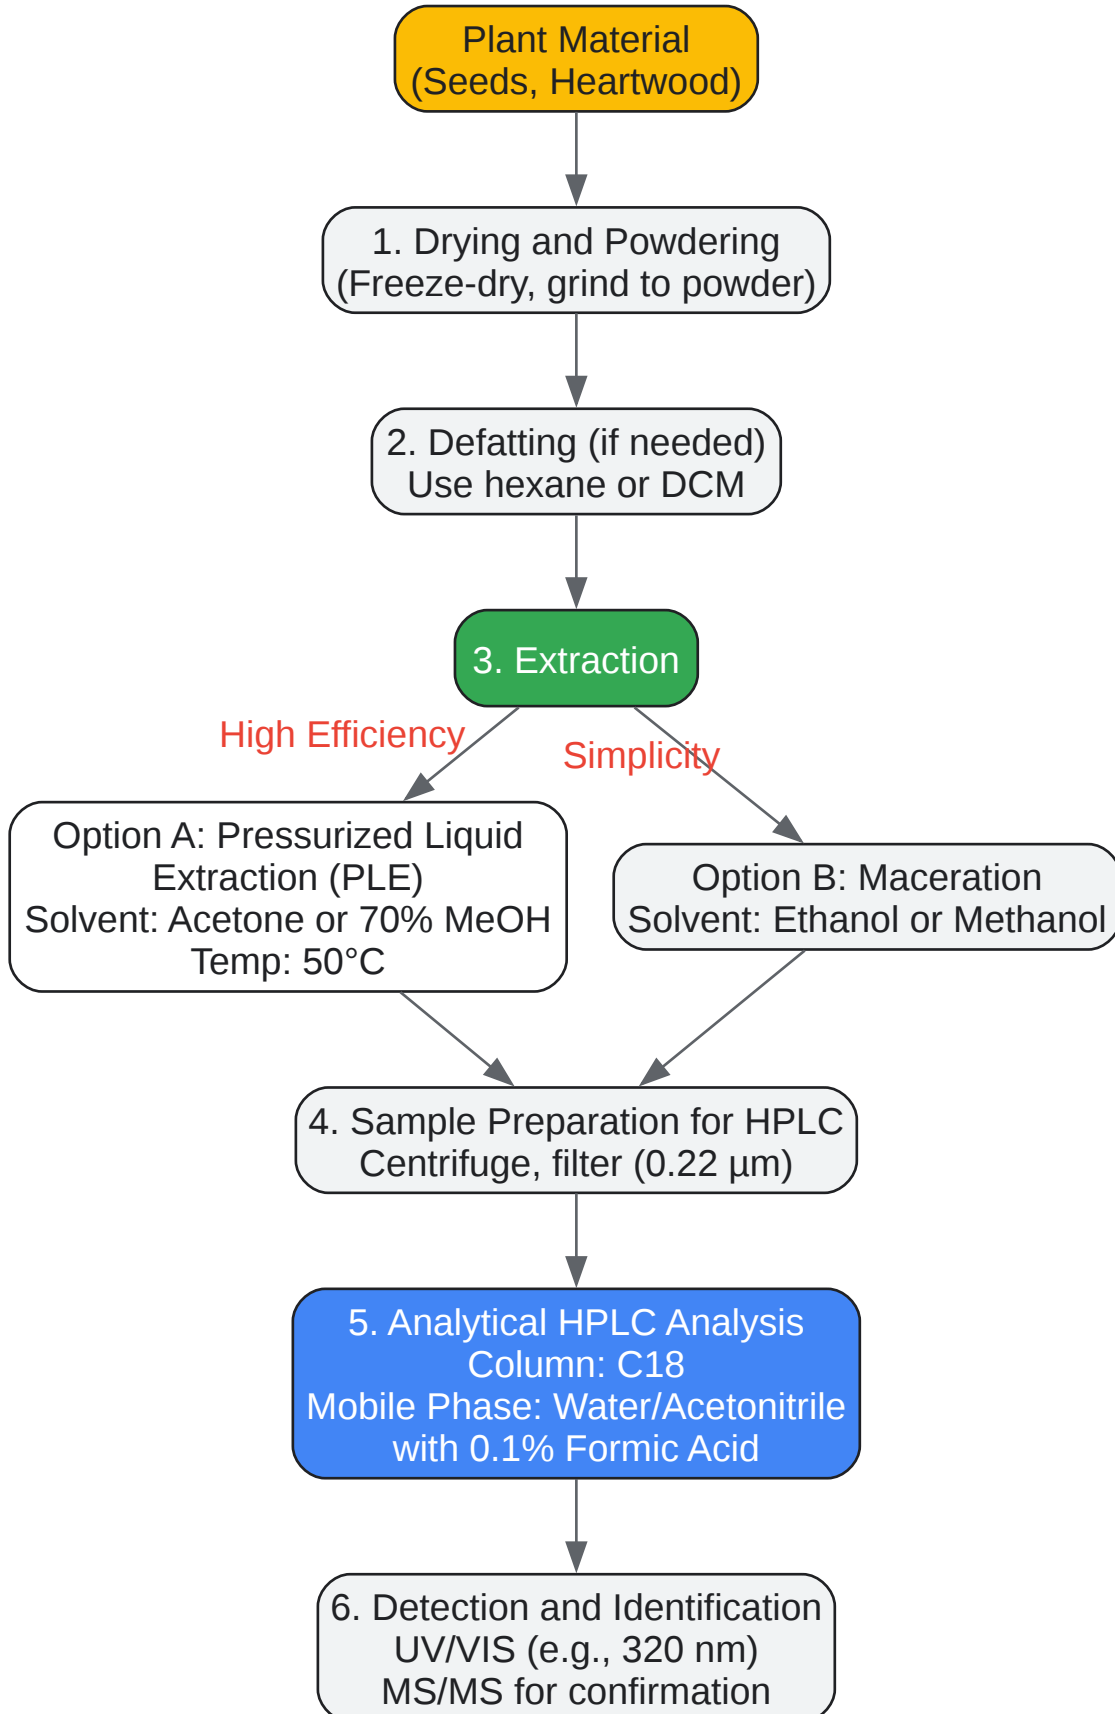 Plant Material
(Seeds, Heartwood)
1. Drying and Powdering
(Freeze-dry, grind to powder)
2. Defatting (if needed)
Use hexane or DCM
3. Extraction
High Efficiency
Simplicity
Option A: Pressurized Liquid
Extraction (PLE)
Solvent: Acetone or 70% MeOH
Temp: 50°C
Option B: Maceration
Solvent: Ethanol or Methanol
4. Sample Preparation for HPLC
Centrifuge, filter (0.22 µm)
5. Analytical HPLC Analysis
Column: C18
Mobile Phase: Water/Acetonitrile
with 0.1% Formic Acid
6. Detection and Identification
UV/VIS (e.g., 320 nm)
MS/MS for confirmation